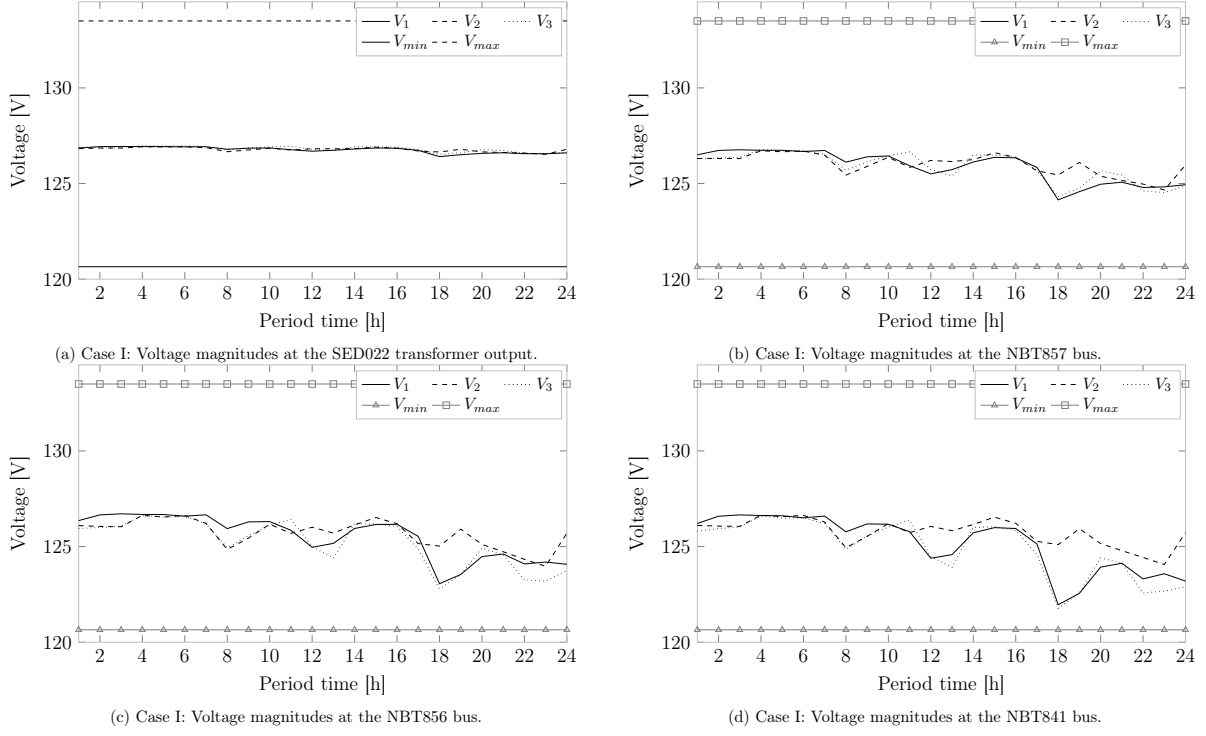 V1 V2 V3
Vmin Vmax
130
125
120
Voltage [V]
2 4 6 8 10 12 14 16 18 20 22 24
Period time [h]
(a) Case I: Voltage magnitudes at the SED022 transformer output.
V1 V2 V3
Vmin Vmax
130
125
120
Voltage [V]
2 4 6 8 10 12 14 16 18 20 22 24
Period time [h]
(b) Case I: Voltage magnitudes at the NBT857 bus.
V1 V2 V3
Vmin Vmax
130
125
120
Voltage [V]
2 4 6 8 10 12 14 16 18 20 22 24
Period time [h]
(c) Case I: Voltage magnitudes at the NBT856 bus.
V1 V2 V3
Vmin Vmax
130
125
120
Voltage [V]
2 4 6 8 10 12 14 16 18 20 22 24
Period time [h]
(d) Case I: Voltage magnitudes at the NBT841 bus.